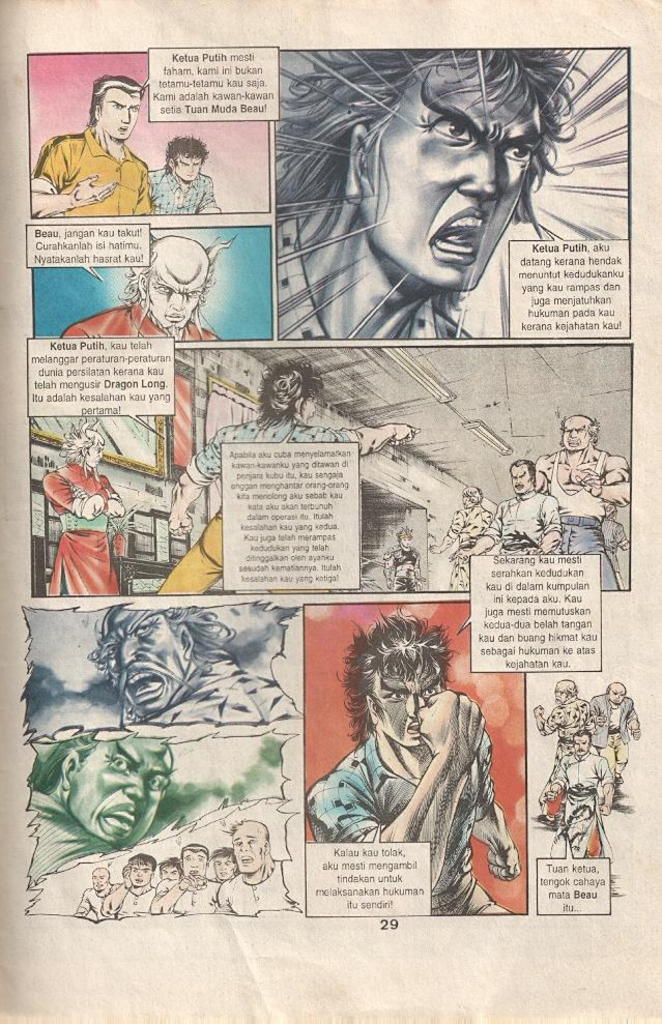 Ketua Putih mesti
faham, kami ini bukan
tetamu-tetamu kau saja.
Kami adalah kawan-kawan
setia Tuan Muda Beau!
Beau, jangan kau takut!
Curahkanlah isi hatimu.
Nyatakanlah hasrat kau!
Ketua Putih, aku
datang kerana hendak
menuntut kedudukanku
yang kau rampas dan
juga menjatuhkan
hukuman pada kau
kerana kejahatan kau!
Ketua Putih, kau telah
melanggar peraturan-peraturan
dunia persilatan kerana kau
telah mengusir Dragon Long.
Itu adalah kesalahan kau yang
pertama!
Apabila aku cuba menyelamatkan
kawan-kawanku yang ditawan di
penjara kubu itu, kau sengaja
enggan menghantar orang-orang
kita menolong aku sebab kau
kata aku akan terbunuh
dalam operasi itu. Itulah
kesalahan kau yang kedua.
Kau juga telah merampas
kedudukan yang telah
ditinggalkan oleh ayahku
sesudah kematiannya. Itulah
kesalahan kau yang ketiga!
Sekarang kau mesti
serahkan kedudukan
kau di dalam kumpulan
ini kepada aku. Kau
juga mesti memutuskan
kedua-dua belah tangan
kau dan buang hikmat kau
sebagai hukuman ke atas
kejahatan kau.
Kalau kau tolak,
aku mesti mengambil
tindakan untuk
melaksanakan hukuman
itu sendiri!
Tuan ketua,
tengok cahaya
mata Beau
itu...
29